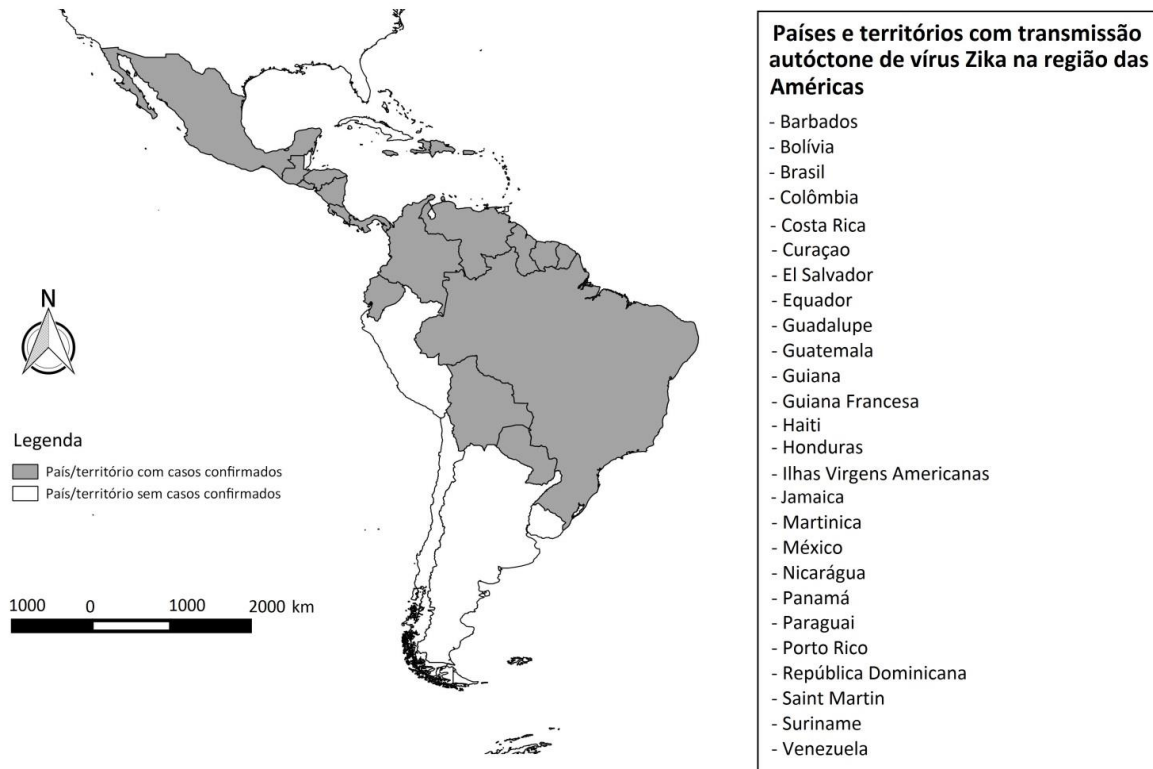 N
Legenda
País/território com casos confirmados
País/território sem casos confirmados
1000 0 1000 2000 km
Países e territórios com transmissão
autóctone de vírus Zika na região das
Américas
- Barbados
- Bolívia
- Brasil
- Colômbia
- Costa Rica
- Curaçao
- El Salvador
- Equador
- Guadalupe
- Guatemala
- Guiana
- Guiana Francesa
- Haiti
- Honduras
- Ilhas Virgens Americanas
- Jamaica
- Martinica
- México
- Nicarágua
- Panamá
- Paraguai
- Porto Rico
- República Dominicana
- Saint Martin
- Suriname
- Venezuela